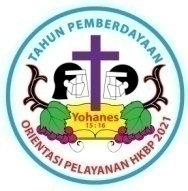 TAHUN PEMBERDAYAAN
Yohanes
15:16
ORIENTASI PELAYANAN HKBP 2021